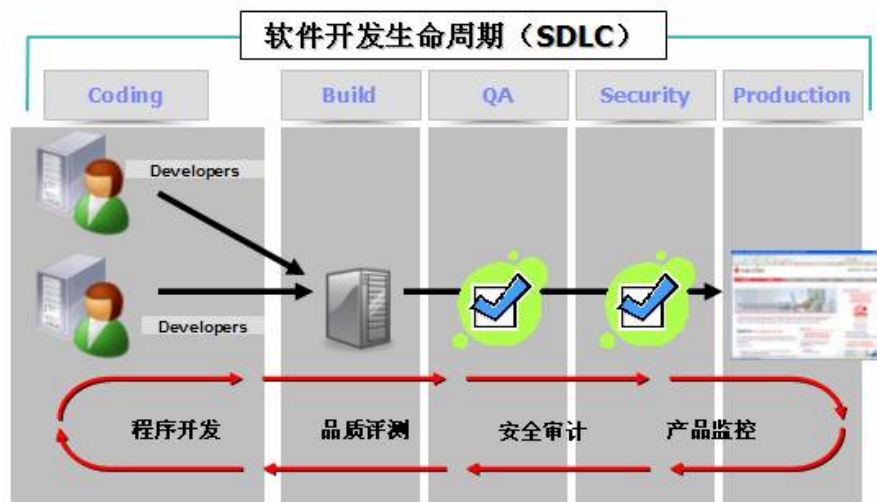 软件开发生命周期（SDLC）
Coding
Build
QA
Security
Production
Developers
Developers
程序开发
品质评测
安全审计
产品监控